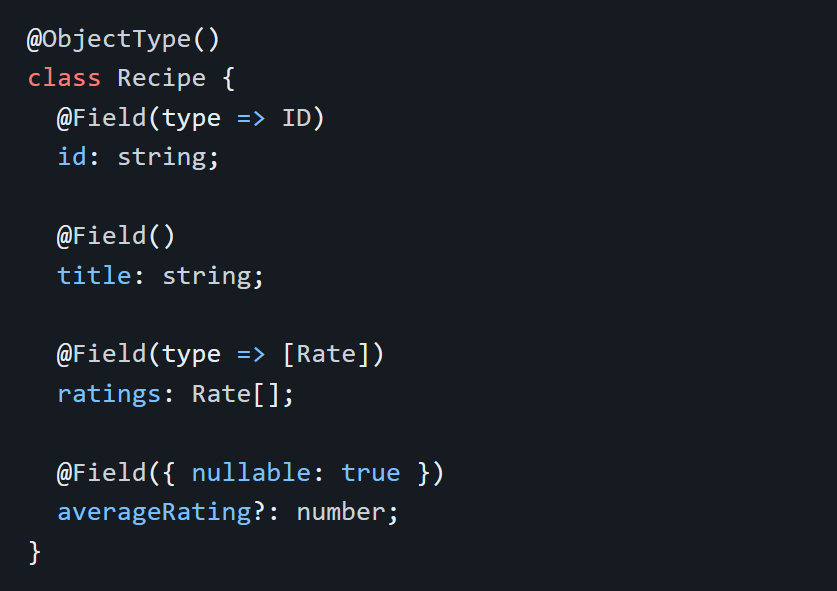 @ObjectType()
class Recipe {
  @Field(type => ID)
  id: string;

  @Field()
  title: string;

  @Field(type => [Rate])
  ratings: Rate[];

  @Field({ nullable: true })
  averageRating?: number;
}